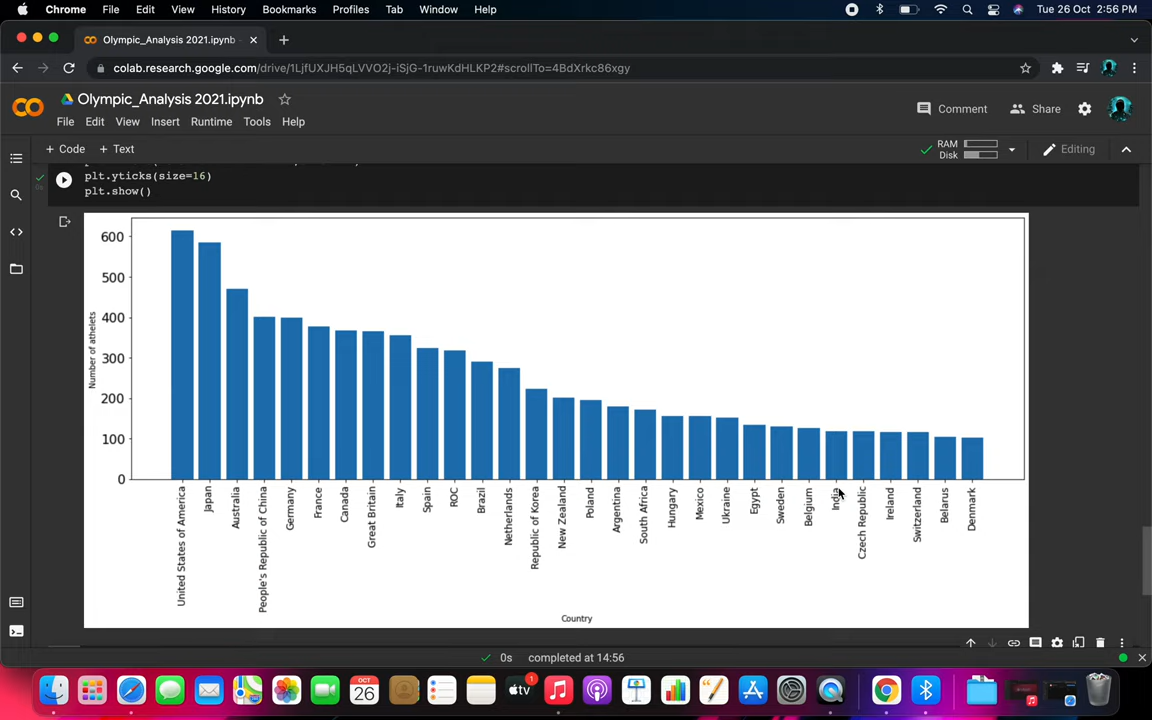 Chrome File Edit View History Bookmarks Profiles Tab Window Help Tue 26 Oct 2:56 PM
Olympic_Analysis 2021.ipynb
colab.research.google.com/drive/1LjfUXJH5qLVVO2j-iSjG-1ruwKdHLKP2#scrollTo=4BdXrkc86xgy
Olympic_Analysis 2021.ipynb
Comment Share
File Edit View Insert Runtime Tools Help
+ Code + Text
RAM
Disk
Editing
plt.yticks(size=16)
plt.show()
600
500
400
300
200
100
0
Number of athelets
United States of America
Japan
Australia
People's Republic of China
Germany
France
Canada
Great Britain
Italy
Spain
ROC
Brazil
Netherlands
Republic of Korea
New Zealand
Poland
Argentina
South Africa
Hungary
Mexico
Ukraine
Egypt
Sweden
Belgium
India
Czech Republic
Ireland
Switzerland
Belarus
Denmark
Country
0s completed at 14:56
OCT
26
tv
1